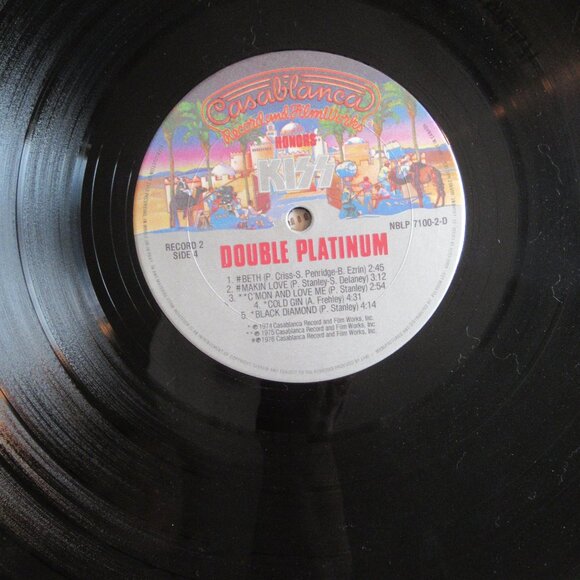 Casablanca
Record and FilmWorks
HONORS
KISS
DOUBLE PLATINUM
NBLP 7100-2-D
RECORD 2
SIDE 4
1. #BETH (P. Criss-S. Penridge-B. Ezrin) 2:45
2. #MAKIN LOVE (P. Stanley-S. Delaney) 3:12
3. **C'MON AND LOVE ME (P. Stanley) 2:54
4. *COLD GIN (A. Frehley) 4:31
5. *BLACK DIAMOND (P. Stanley) 4:14
* ℗©1974 Casablanca Record and Film Works, Inc.
** ℗©1975 Casablanca Record and Film Works, Inc.
#℗©1976 Casablanca Record and Film Works, Inc.